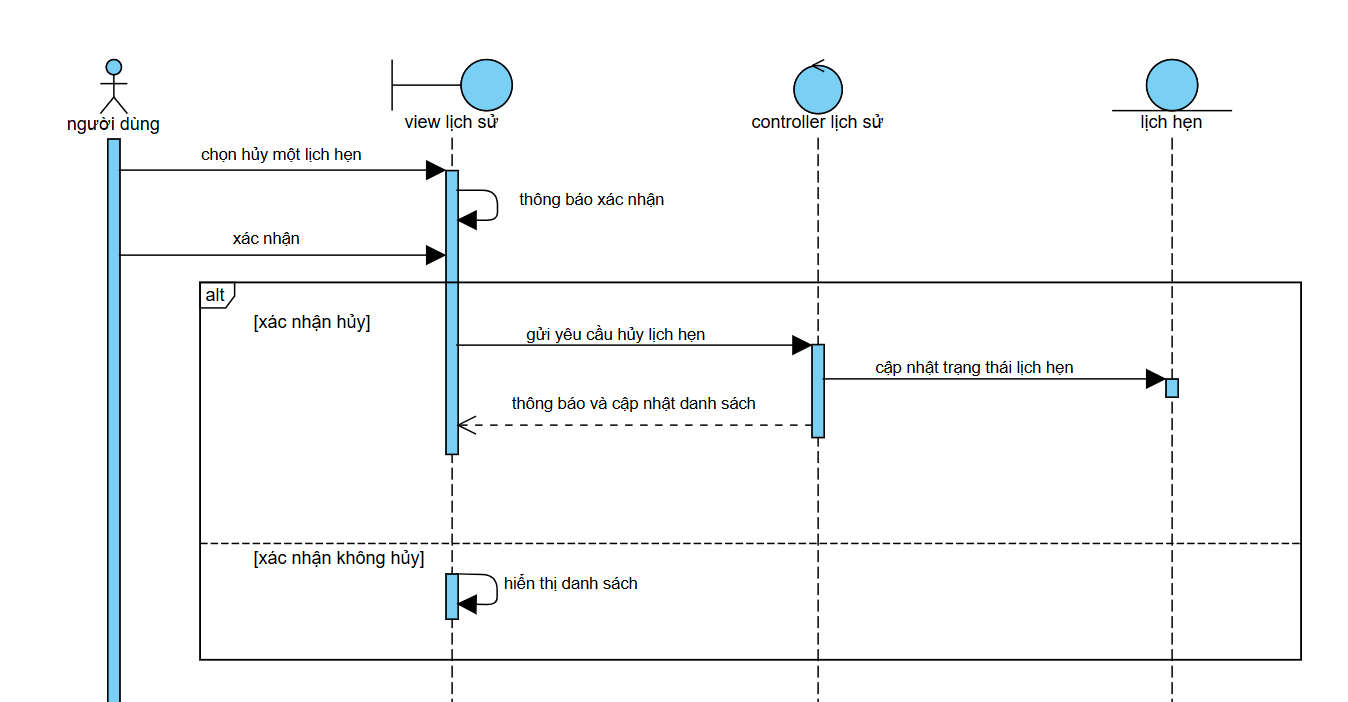 người dùng
view lịch sử
controller lịch sử
lịch hẹn
chọn hủy một lịch hẹn
thông báo xác nhận
xác nhận
alt
[xác nhận hủy]
gửi yêu cầu hủy lịch hẹn
cập nhật trạng thái lịch hẹn
thông báo và cập nhật danh sách
[xác nhận không hủy]
hiển thị danh sách